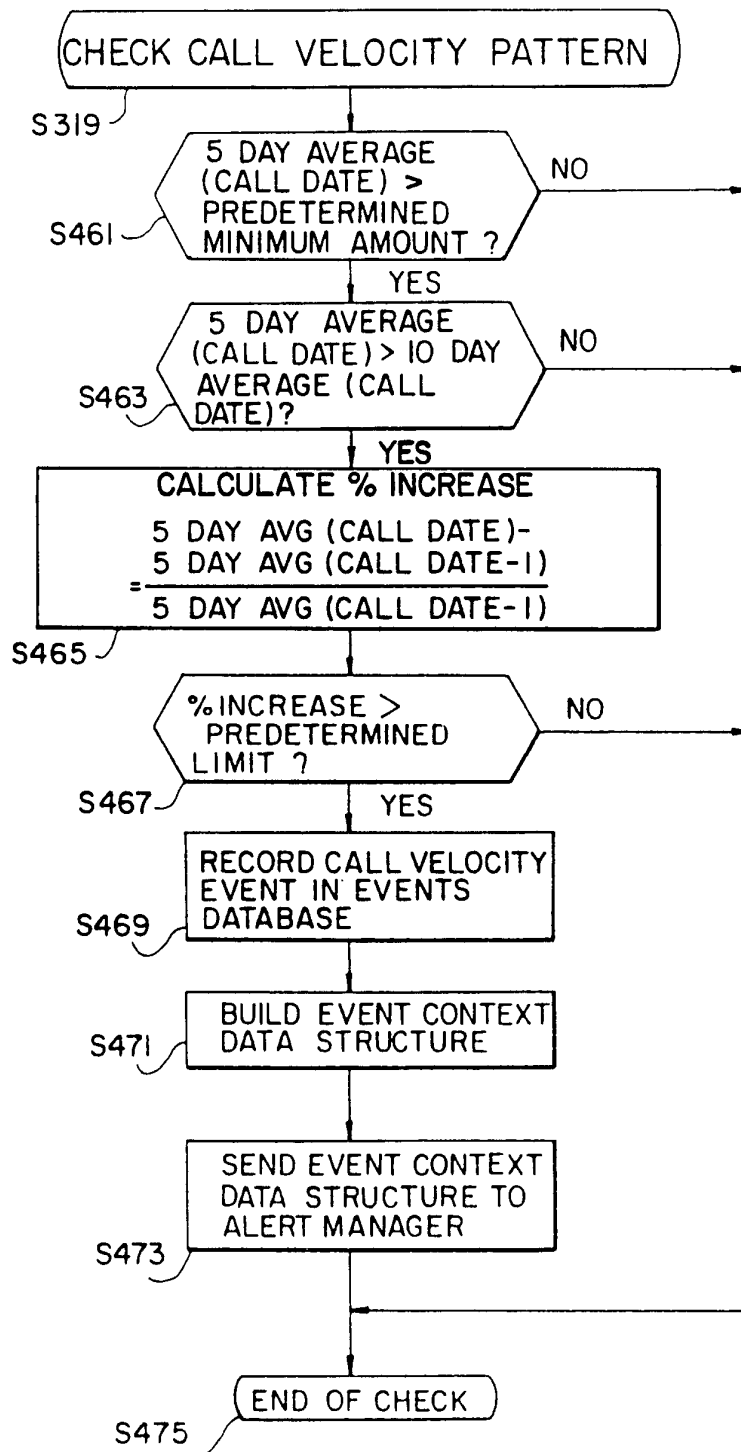 CHECK CALL VELOCITY PATTERN
S319
5 DAY AVERAGE
(CALL DATE) >
PREDETERMINED
MINIMUM AMOUNT ?
NO
S461
YES
5 DAY AVERAGE
(CALL DATE) > 10 DAY
AVERAGE (CALL
DATE)?
NO
S463
YES
CALCULATE % INCREASE
5 DAY AVG (CALL DATE)-
5 DAY AVG (CALL DATE-1)
=
5 DAY AVG (CALL DATE-1)
S465
% INCREASE >
PREDETERMINED
LIMIT ?
NO
S467
YES
RECORD CALL VELOCITY
EVENT IN EVENTS
DATABASE
S469
BUILD EVENT CONTEXT
DATA STRUCTURE
S471
SEND EVENT CONTEXT
DATA STRUCTURE TO
ALERT MANAGER
S473
END OF CHECK
S475